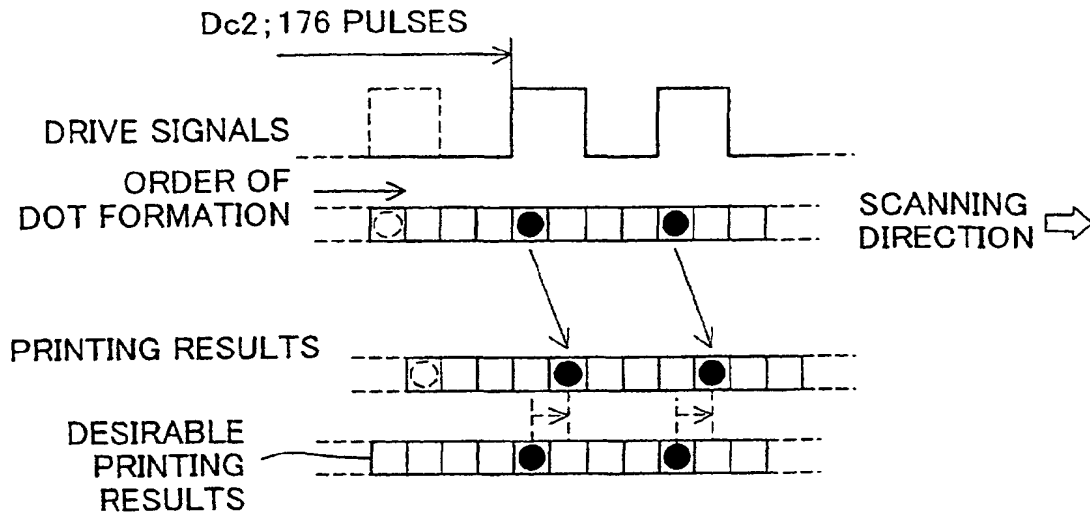 Dc2;176 PULSES
DRIVE SIGNALS
ORDER OF
DOT FORMATION
SCANNING
DIRECTION
PRINTING RESULTS
DESIRABLE
PRINTING
RESULTS